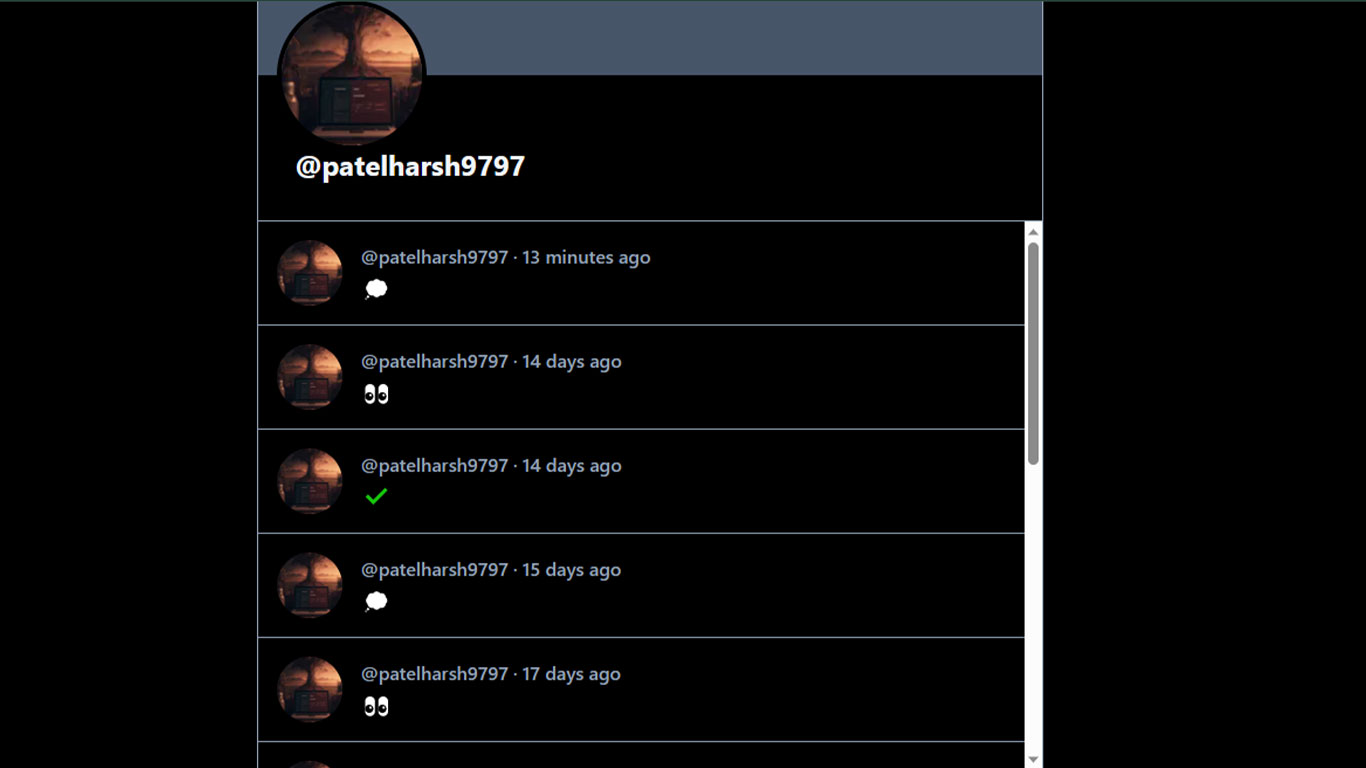 @patelharsh9797
@patelharsh9797 · 13 minutes ago
💭
@patelharsh9797 · 14 days ago
👀
@patelharsh9797 · 14 days ago
✅
@patelharsh9797 · 15 days ago
💭
@patelharsh9797 · 17 days ago
👀